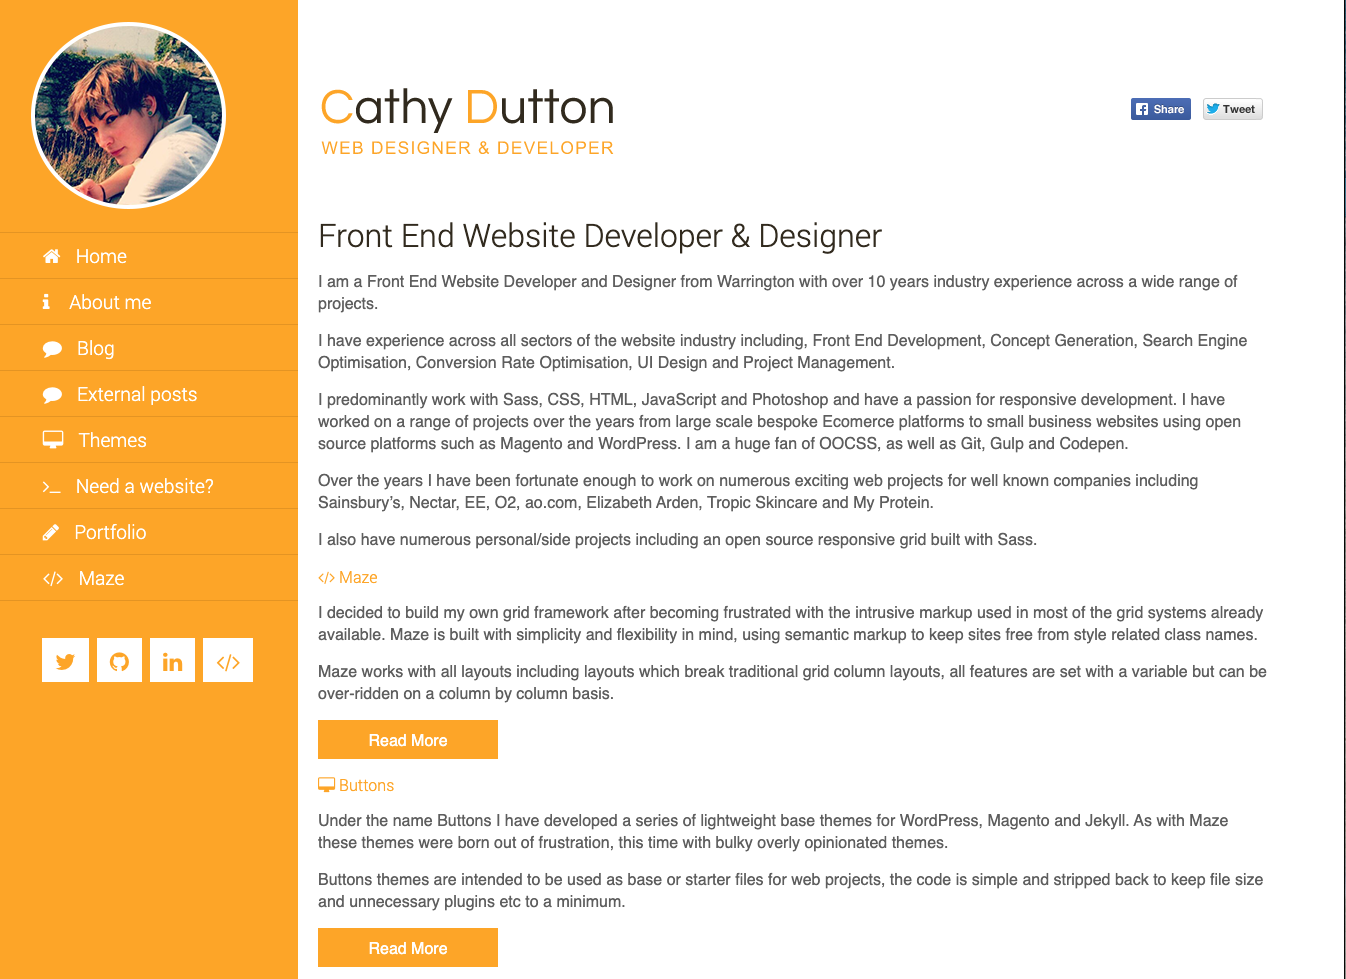 Home
About me
Blog
External posts
Themes
Need a website?
Portfolio
Maze
Cathy Dutton
WEB DESIGNER & DEVELOPER
Share
Tweet
Front End Website Developer & Designer
I am a Front End Website Developer and Designer from Warrington with over 10 years industry experience across a wide range of
projects.
I have experience across all sectors of the website industry including, Front End Development, Concept Generation, Search Engine
Optimisation, Conversion Rate Optimisation, UI Design and Project Management.
I predominantly work with Sass, CSS, HTML, JavaScript and Photoshop and have a passion for responsive development. I have
worked on a range of projects over the years from large scale bespoke Ecomerce platforms to small business websites using open
source platforms such as Magento and WordPress. I am a huge fan of OOCSS, as well as Git, Gulp and Codepen.
Over the years I have been fortunate enough to work on numerous exciting web projects for well known companies including
Sainsbury’s, Nectar, EE, O2, ao.com, Elizabeth Arden, Tropic Skincare and My Protein.
I also have numerous personal/side projects including an open source responsive grid built with Sass.
Maze
I decided to build my own grid framework after becoming frustrated with the intrusive markup used in most of the grid systems already
available. Maze is built with simplicity and flexibility in mind, using semantic markup to keep sites free from style related class names.
Maze works with all layouts including layouts which break traditional grid column layouts, all features are set with a variable but can be
over-ridden on a column by column basis.
Read More
Buttons
Under the name Buttons I have developed a series of lightweight base themes for WordPress, Magento and Jekyll. As with Maze
these themes were born out of frustration, this time with bulky overly opinionated themes.
Buttons themes are intended to be used as base or starter files for web projects, the code is simple and stripped back to keep file size
and unnecessary plugins etc to a minimum.
Read More